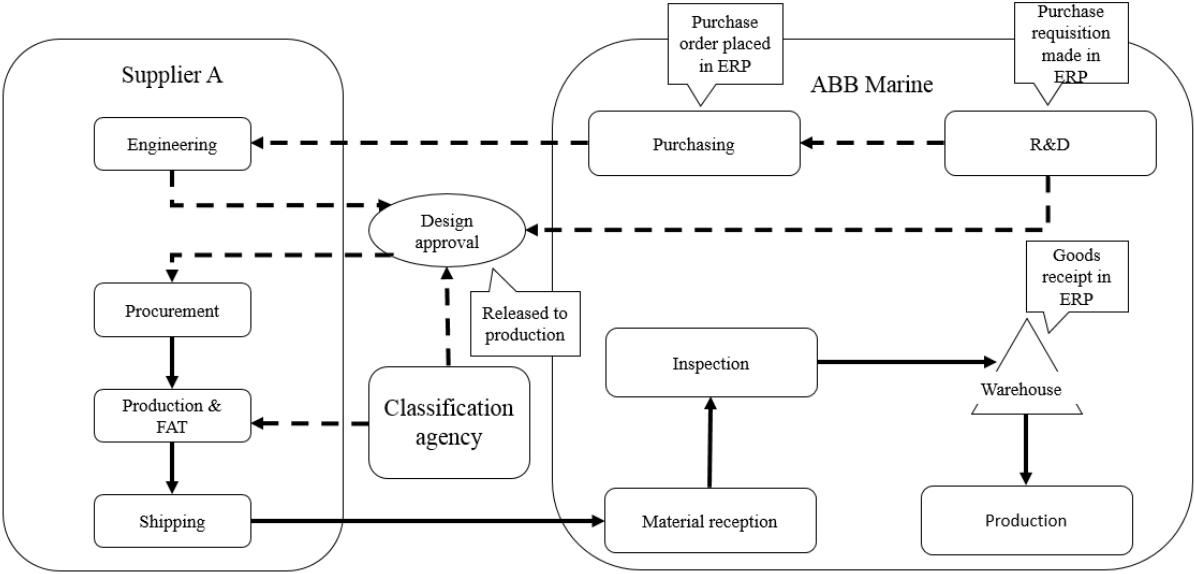 Purchase
order placed
in ERP
Purchase
requisition
made in
ERP
Supplier A
ABB Marine
Engineering
Purchasing
R&D
Design
approval
Goods
receipt in
ERP
Procurement
Released to
production
Inspection
Warehouse
Production &
FAT
Classification
agency
Shipping
Material reception
Production